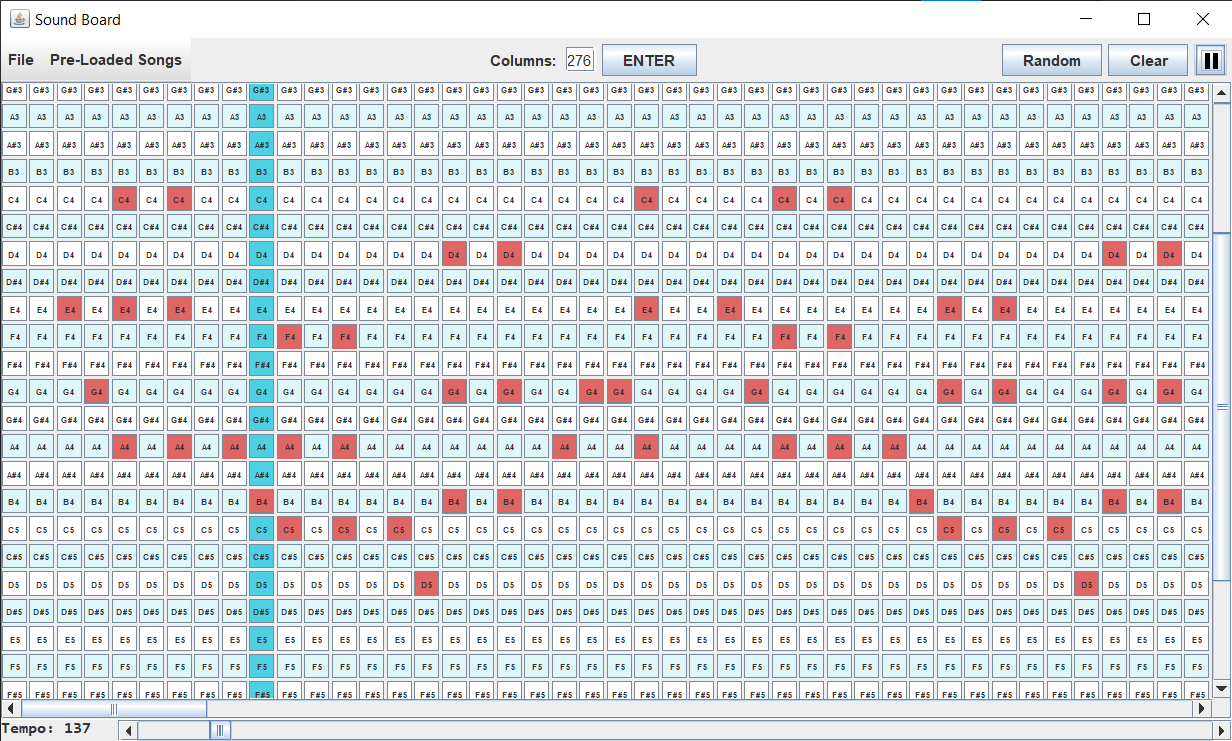 Sound Board
File Pre-Loaded Songs Columns: 276 ENTER Random Clear
G#3 G#3 G#3 G#3 G#3 G#3 G#3 G#3 G#3 G#3 G#3 G#3 G#3 G#3 G#3 G#3 G#3 G#3 G#3 G#3 G#3 G#3 G#3 G#3 G#3 G#3 G#3 G#3 G#3 G#3 G#3 G#3 G#3 G#3 G#3 G#3 G#3 G#3 G#3 G#3 G#3 G#3 G#3 G#3
A3 A3 A3 A3 A3 A3 A3 A3 A3 A3 A3 A3 A3 A3 A3 A3 A3 A3 A3 A3 A3 A3 A3 A3 A3 A3 A3 A3 A3 A3 A3 A3 A3 A3 A3 A3 A3 A3 A3 A3 A3 A3 A3 A3
A#3 A#3 A#3 A#3 A#3 A#3 A#3 A#3 A#3 A#3 A#3 A#3 A#3 A#3 A#3 A#3 A#3 A#3 A#3 A#3 A#3 A#3 A#3 A#3 A#3 A#3 A#3 A#3 A#3 A#3 A#3 A#3 A#3 A#3 A#3 A#3 A#3 A#3 A#3 A#3 A#3 A#3 A#3 A#3
B3 B3 B3 B3 B3 B3 B3 B3 B3 B3 B3 B3 B3 B3 B3 B3 B3 B3 B3 B3 B3 B3 B3 B3 B3 B3 B3 B3 B3 B3 B3 B3 B3 B3 B3 B3 B3 B3 B3 B3 B3 B3 B3 B3
C4 C4 C4 C4 C4 C4 C4 C4 C4 C4 C4 C4 C4 C4 C4 C4 C4 C4 C4 C4 C4 C4 C4 C4 C4 C4 C4 C4 C4 C4 C4 C4 C4 C4 C4 C4 C4 C4 C4 C4 C4 C4 C4 C4
C#4 C#4 C#4 C#4 C#4 C#4 C#4 C#4 C#4 C#4 C#4 C#4 C#4 C#4 C#4 C#4 C#4 C#4 C#4 C#4 C#4 C#4 C#4 C#4 C#4 C#4 C#4 C#4 C#4 C#4 C#4 C#4 C#4 C#4 C#4 C#4 C#4 C#4 C#4 C#4 C#4 C#4 C#4 C#4
D4 D4 D4 D4 D4 D4 D4 D4 D4 D4 D4 D4 D4 D4 D4 D4 D4 D4 D4 D4 D4 D4 D4 D4 D4 D4 D4 D4 D4 D4 D4 D4 D4 D4 D4 D4 D4 D4 D4 D4 D4 D4 D4 D4
D#4 D#4 D#4 D#4 D#4 D#4 D#4 D#4 D#4 D#4 D#4 D#4 D#4 D#4 D#4 D#4 D#4 D#4 D#4 D#4 D#4 D#4 D#4 D#4 D#4 D#4 D#4 D#4 D#4 D#4 D#4 D#4 D#4 D#4 D#4 D#4 D#4 D#4 D#4 D#4 D#4 D#4 D#4 D#4
E4 E4 E4 E4 E4 E4 E4 E4 E4 E4 E4 E4 E4 E4 E4 E4 E4 E4 E4 E4 E4 E4 E4 E4 E4 E4 E4 E4 E4 E4 E4 E4 E4 E4 E4 E4 E4 E4 E4 E4 E4 E4 E4 E4
F4 F4 F4 F4 F4 F4 F4 F4 F4 F4 F4 F4 F4 F4 F4 F4 F4 F4 F4 F4 F4 F4 F4 F4 F4 F4 F4 F4 F4 F4 F4 F4 F4 F4 F4 F4 F4 F4 F4 F4 F4 F4 F4 F4
F#4 F#4 F#4 F#4 F#4 F#4 F#4 F#4 F#4 F#4 F#4 F#4 F#4 F#4 F#4 F#4 F#4 F#4 F#4 F#4 F#4 F#4 F#4 F#4 F#4 F#4 F#4 F#4 F#4 F#4 F#4 F#4 F#4 F#4 F#4 F#4 F#4 F#4 F#4 F#4 F#4 F#4 F#4 F#4
G4 G4 G4 G4 G4 G4 G4 G4 G4 G4 G4 G4 G4 G4 G4 G4 G4 G4 G4 G4 G4 G4 G4 G4 G4 G4 G4 G4 G4 G4 G4 G4 G4 G4 G4 G4 G4 G4 G4 G4 G4 G4 G4 G4
G#4 G#4 G#4 G#4 G#4 G#4 G#4 G#4 G#4 G#4 G#4 G#4 G#4 G#4 G#4 G#4 G#4 G#4 G#4 G#4 G#4 G#4 G#4 G#4 G#4 G#4 G#4 G#4 G#4 G#4 G#4 G#4 G#4 G#4 G#4 G#4 G#4 G#4 G#4 G#4 G#4 G#4 G#4 G#4
A4 A4 A4 A4 A4 A4 A4 A4 A4 A4 A4 A4 A4 A4 A4 A4 A4 A4 A4 A4 A4 A4 A4 A4 A4 A4 A4 A4 A4 A4 A4 A4 A4 A4 A4 A4 A4 A4 A4 A4 A4 A4 A4 A4
A#4 A#4 A#4 A#4 A#4 A#4 A#4 A#4 A#4 A#4 A#4 A#4 A#4 A#4 A#4 A#4 A#4 A#4 A#4 A#4 A#4 A#4 A#4 A#4 A#4 A#4 A#4 A#4 A#4 A#4 A#4 A#4 A#4 A#4 A#4 A#4 A#4 A#4 A#4 A#4 A#4 A#4 A#4 A#4
B4 B4 B4 B4 B4 B4 B4 B4 B4 B4 B4 B4 B4 B4 B4 B4 B4 B4 B4 B4 B4 B4 B4 B4 B4 B4 B4 B4 B4 B4 B4 B4 B4 B4 B4 B4 B4 B4 B4 B4 B4 B4 B4 B4
C5 C5 C5 C5 C5 C5 C5 C5 C5 C5 C5 C5 C5 C5 C5 C5 C5 C5 C5 C5 C5 C5 C5 C5 C5 C5 C5 C5 C5 C5 C5 C5 C5 C5 C5 C5 C5 C5 C5 C5 C5 C5 C5 C5
C#5 C#5 C#5 C#5 C#5 C#5 C#5 C#5 C#5 C#5 C#5 C#5 C#5 C#5 C#5 C#5 C#5 C#5 C#5 C#5 C#5 C#5 C#5 C#5 C#5 C#5 C#5 C#5 C#5 C#5 C#5 C#5 C#5 C#5 C#5 C#5 C#5 C#5 C#5 C#5 C#5 C#5 C#5 C#5
D5 D5 D5 D5 D5 D5 D5 D5 D5 D5 D5 D5 D5 D5 D5 D5 D5 D5 D5 D5 D5 D5 D5 D5 D5 D5 D5 D5 D5 D5 D5 D5 D5 D5 D5 D5 D5 D5 D5 D5 D5 D5 D5 D5
D#5 D#5 D#5 D#5 D#5 D#5 D#5 D#5 D#5 D#5 D#5 D#5 D#5 D#5 D#5 D#5 D#5 D#5 D#5 D#5 D#5 D#5 D#5 D#5 D#5 D#5 D#5 D#5 D#5 D#5 D#5 D#5 D#5 D#5 D#5 D#5 D#5 D#5 D#5 D#5 D#5 D#5 D#5 D#5
E5 E5 E5 E5 E5 E5 E5 E5 E5 E5 E5 E5 E5 E5 E5 E5 E5 E5 E5 E5 E5 E5 E5 E5 E5 E5 E5 E5 E5 E5 E5 E5 E5 E5 E5 E5 E5 E5 E5 E5 E5 E5 E5 E5
F5 F5 F5 F5 F5 F5 F5 F5 F5 F5 F5 F5 F5 F5 F5 F5 F5 F5 F5 F5 F5 F5 F5 F5 F5 F5 F5 F5 F5 F5 F5 F5 F5 F5 F5 F5 F5 F5 F5 F5 F5 F5 F5 F5
F#5 F#5 F#5 F#5 F#5 F#5 F#5 F#5 F#5 F#5 F#5 F#5 F#5 F#5 F#5 F#5 F#5 F#5 F#5 F#5 F#5 F#5 F#5 F#5 F#5 F#5 F#5 F#5 F#5 F#5 F#5 F#5 F#5 F#5 F#5 F#5 F#5 F#5 F#5 F#5 F#5 F#5 F#5 F#5
Tempo: 137